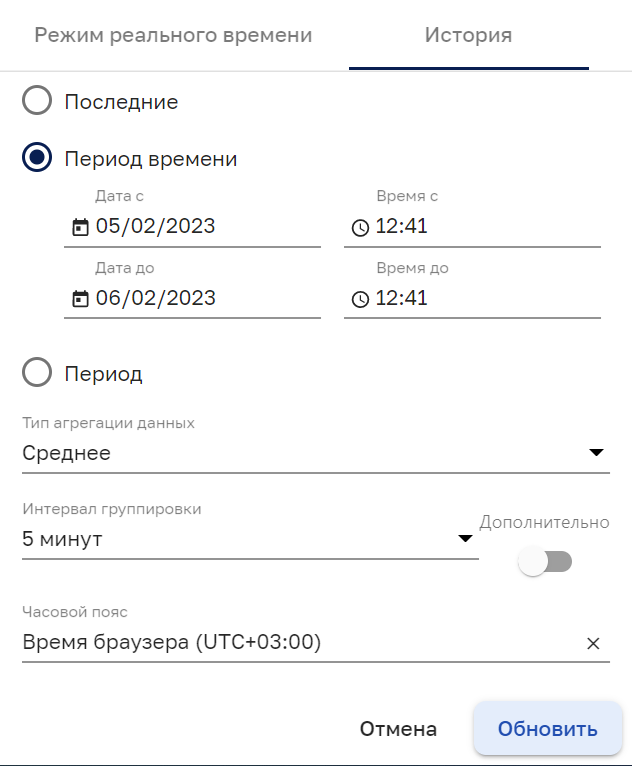 Режим реального времени История
Последние
Период времени
Дата с Время с
05/02/2023 12:41
Дата до Время до
06/02/2023 12:41
Период
Тип агрегации данных
Среднее
Интервал группировки
Дополнительно
5 минут
Часовой пояс
Время браузера (UTC+03:00)
Отмена Обновить